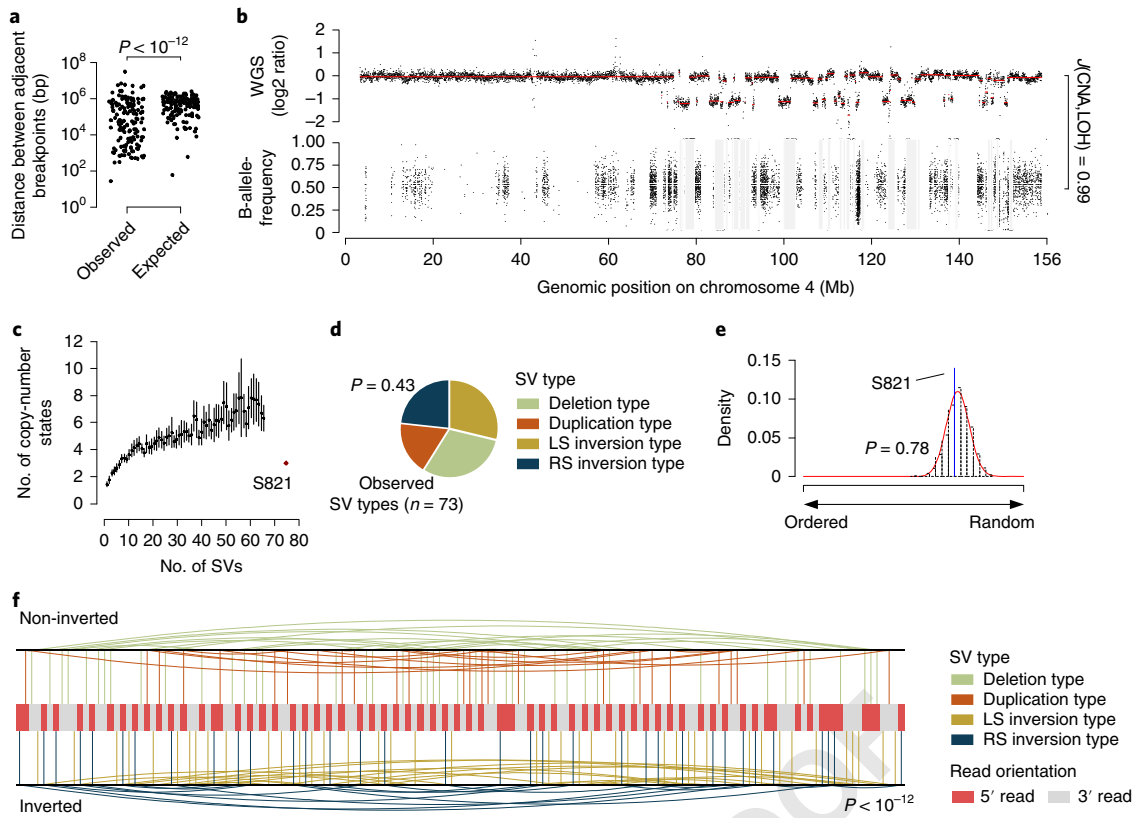 a
P < 10⁻¹²
Distance between adjacent
breakpoints (bp)
10⁸
10⁶
10⁴
10²
10⁰
Observed
Expected
b
WGS
(log2 ratio)
2
1
0
−1
−2
B-allele-
frequency
1.00
0.75
0.50
0.25
0
J(CNA, LOH) = 0.99
0 20 40 60 80 100 120 140 156
Genomic position on chromosome 4 (Mb)
c
No. of copy-number
states
12
10
8
6
4
2
0
S821
0 10 20 30 40 50 60 70 80
No. of SVs
d
P = 0.43
Observed
SV types (n = 73)
SV type
Deletion type
Duplication type
LS inversion type
RS inversion type
e
Density
0.15
0.10
0.05
0
S821
P = 0.78
Ordered Random
f
Non-inverted
Inverted
P < 10⁻¹²
SV type
Deletion type
Duplication type
LS inversion type
RS inversion type
Read orientation
5′ read 3′ read